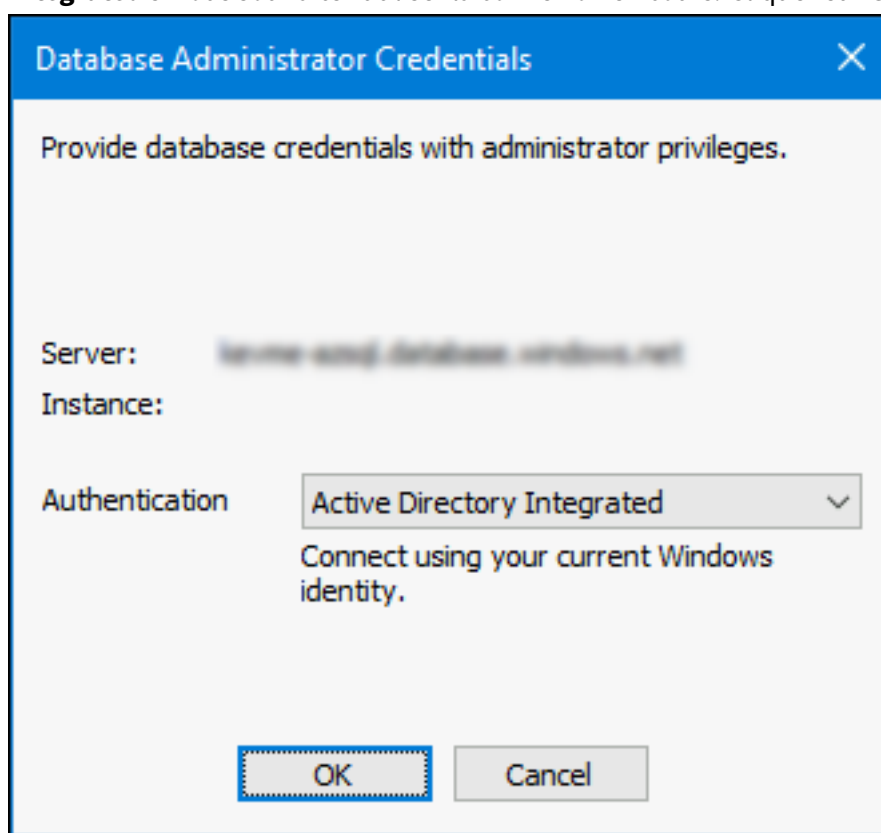 Database Administrator Credentials
Provide database credentials with administrator privileges.
Server:
Instance:
Authentication
Active Directory Integrated
Connect using your current Windows
identity.
OK
Cancel